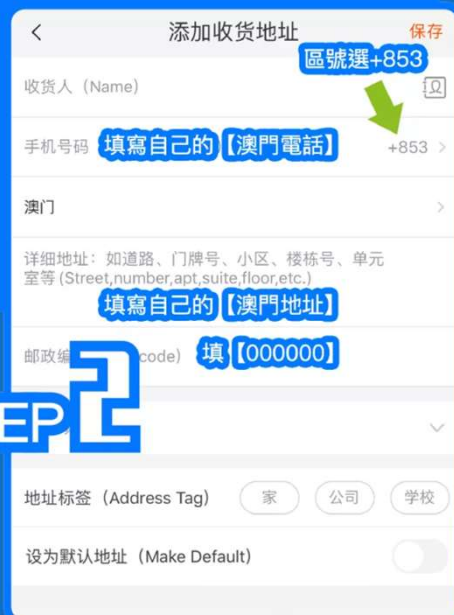 添加收货地址
保存
區號選+853
收货人（Name）
手机号码
填寫自己的【澳門電話】
+853
澳门
详细地址：如道路、门牌号、小区、楼栋号、单元
室等(Street,number,apt,suite,floor,etc.)
填寫自己的【澳門地址】
邮政编
code)
填【000000】
EP2
地址标签（Address Tag）
家
公司
学校
设为默认地址（Make Default）